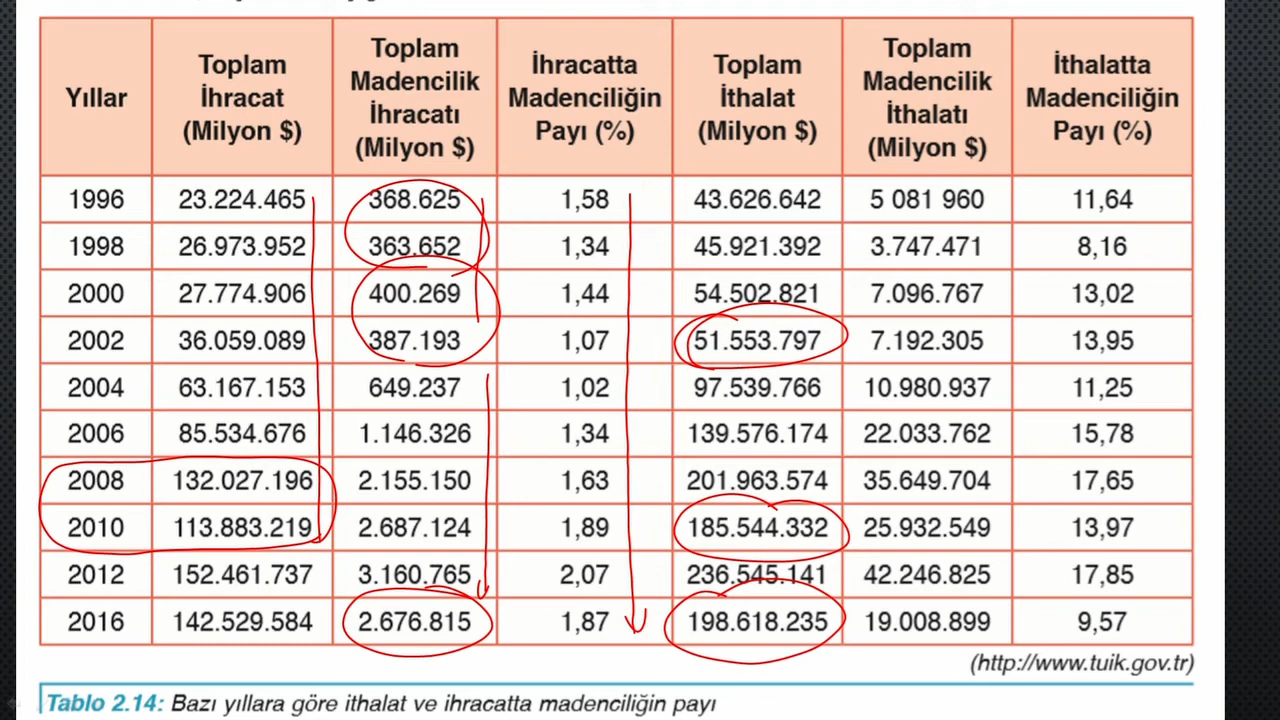 Yıllar
Toplam
İhracat
(Milyon $)
Toplam
Madencilik
İhracatı
(Milyon $)
İhracatta
Madenciliğin
Payı (%)
Toplam
İthalat
(Milyon $)
Toplam
Madencilik
İthalatı
(Milyon $)
İthalatta
Madenciliğin
Payı (%)
1996 23.224.465 368.625 1,58 43.626.642 5 081 960 11,64
1998 26.973.952 363.652 1,34 45.921.392 3.747.471 8,16
2000 27.774.906 400.269 1,44 54.502.821 7.096.767 13,02
2002 36.059.089 387.193 1,07 51.553.797 7.192.305 13,95
2004 63.167.153 649.237 1,02 97.539.766 10.980.937 11,25
2006 85.534.676 1.146.326 1,34 139.576.174 22.033.762 15,78
2008 132.027.196 2.155.150 1,63 201.963.574 35.649.704 17,65
2010 113.883.219 2.687.124 1,89 185.544.332 25.932.549 13,97
2012 152.461.737 3.160.765 2,07 236.545.141 42.246.825 17,85
2016 142.529.584 2.676.815 1,87 198.618.235 19.008.899 9,57
(http://www.tuik.gov.tr)
Tablo 2.14: Bazı yıllara göre ithalat ve ihracatta madenciliğin payı